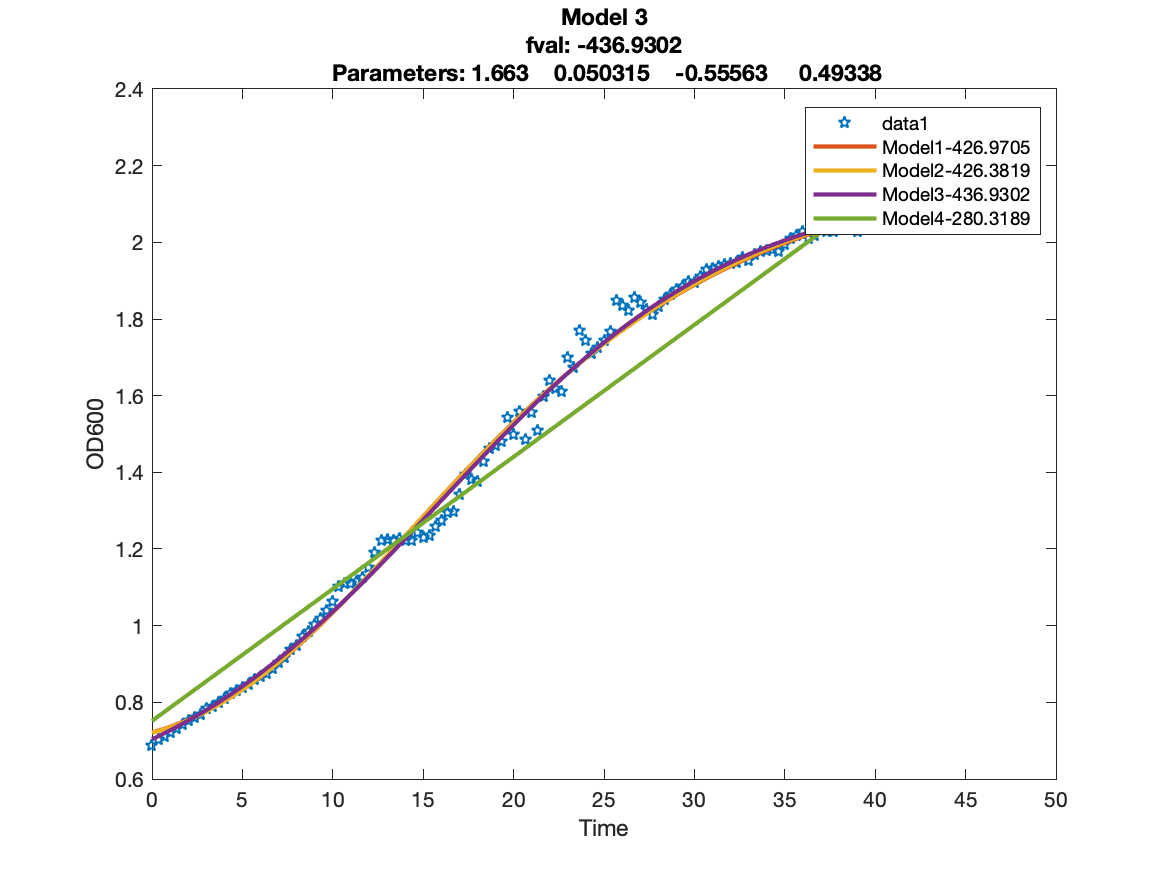 Model 3
fval: -436.9302
Parameters: 1.663 0.050315 -0.55563 0.49338
2.4
2.2
2
1.8
1.6
1.4
1.2
1
0.8
0.6
OD600
data1
Model1-426.9705
Model2-426.3819
Model3-436.9302
Model4-280.3189
0 5 10 15 20 25 30 35 40 45 50
Time